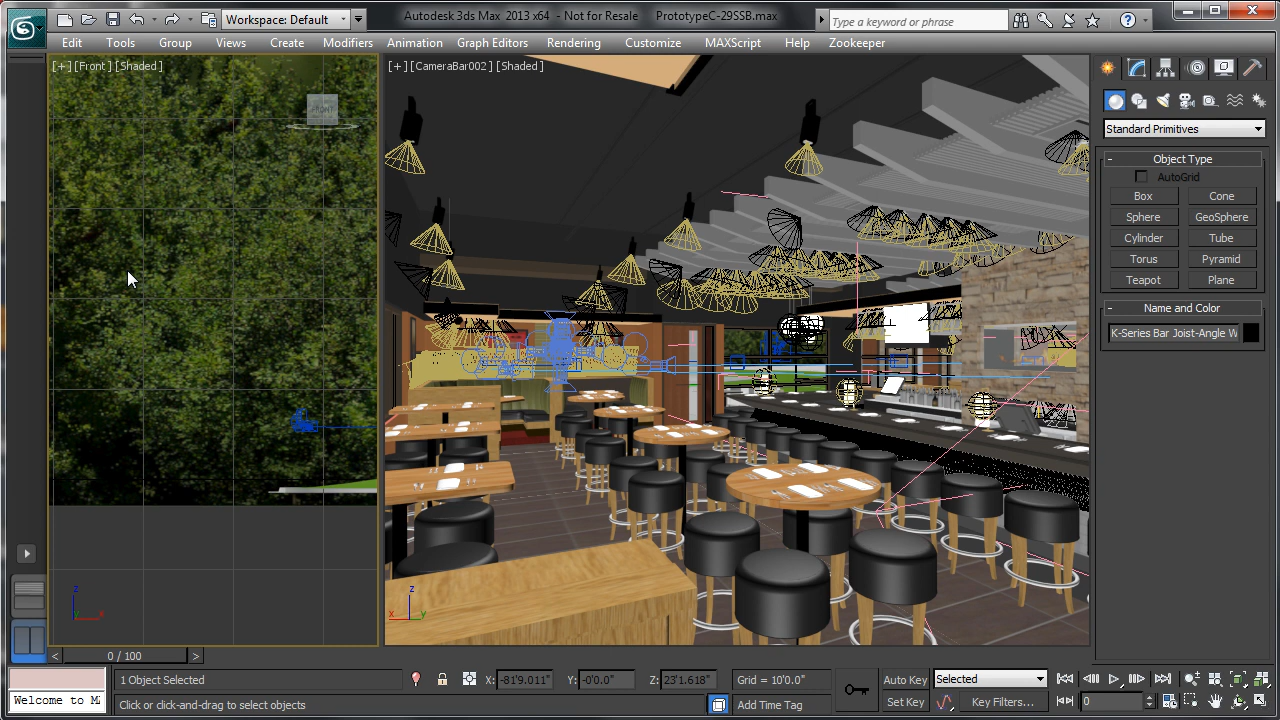 Workspace: Default
Autodesk 3ds Max 2013 x64 - Not for Resale PrototypeC-29SSB.max
Type a keyword or phrase
Edit Tools Group Views Create Modifiers Animation Graph Editors Rendering Customize MAXScript Help Zookeeper
[+] [Front] [Shaded]
[+] [CameraBar002] [Shaded]
FRONT
Standard Primitives
- Object Type
AutoGrid
Box Cone
Sphere GeoSphere
Cylinder Tube
Torus Pyramid
Teapot Plane
- Name and Color
K-Series Bar Joist-Angle W
z
x
y
z
x
y
< 0 / 100 >
1 Object Selected
X: -81'9.011" Y: -0'0.0" Z: 23'1.618" Grid = 10'0.0"
Auto Key Selected
Welcome to M
Click or click-and-drag to select objects
Add Time Tag
Set Key Key Filters...
0